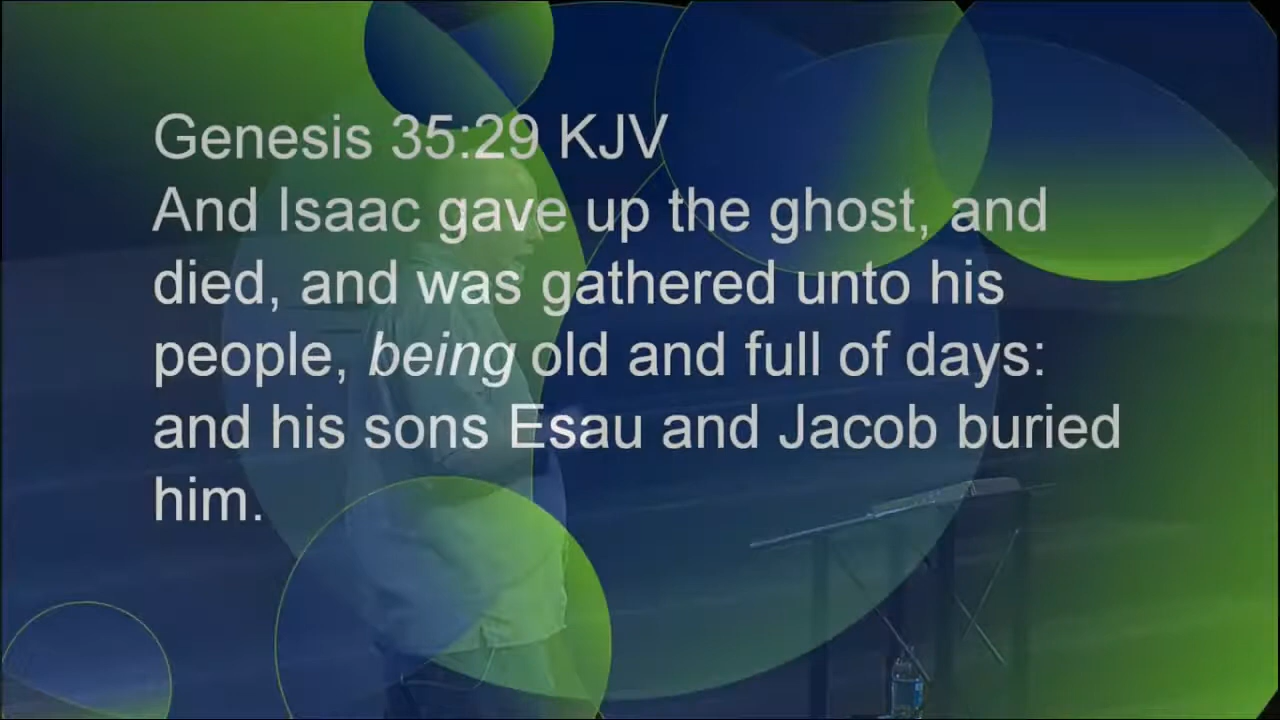 Genesis 35:29 KJV
And Isaac gave up the ghost, and
died, and was gathered unto his
people, being old and full of days:
and his sons Esau and Jacob buried
him.